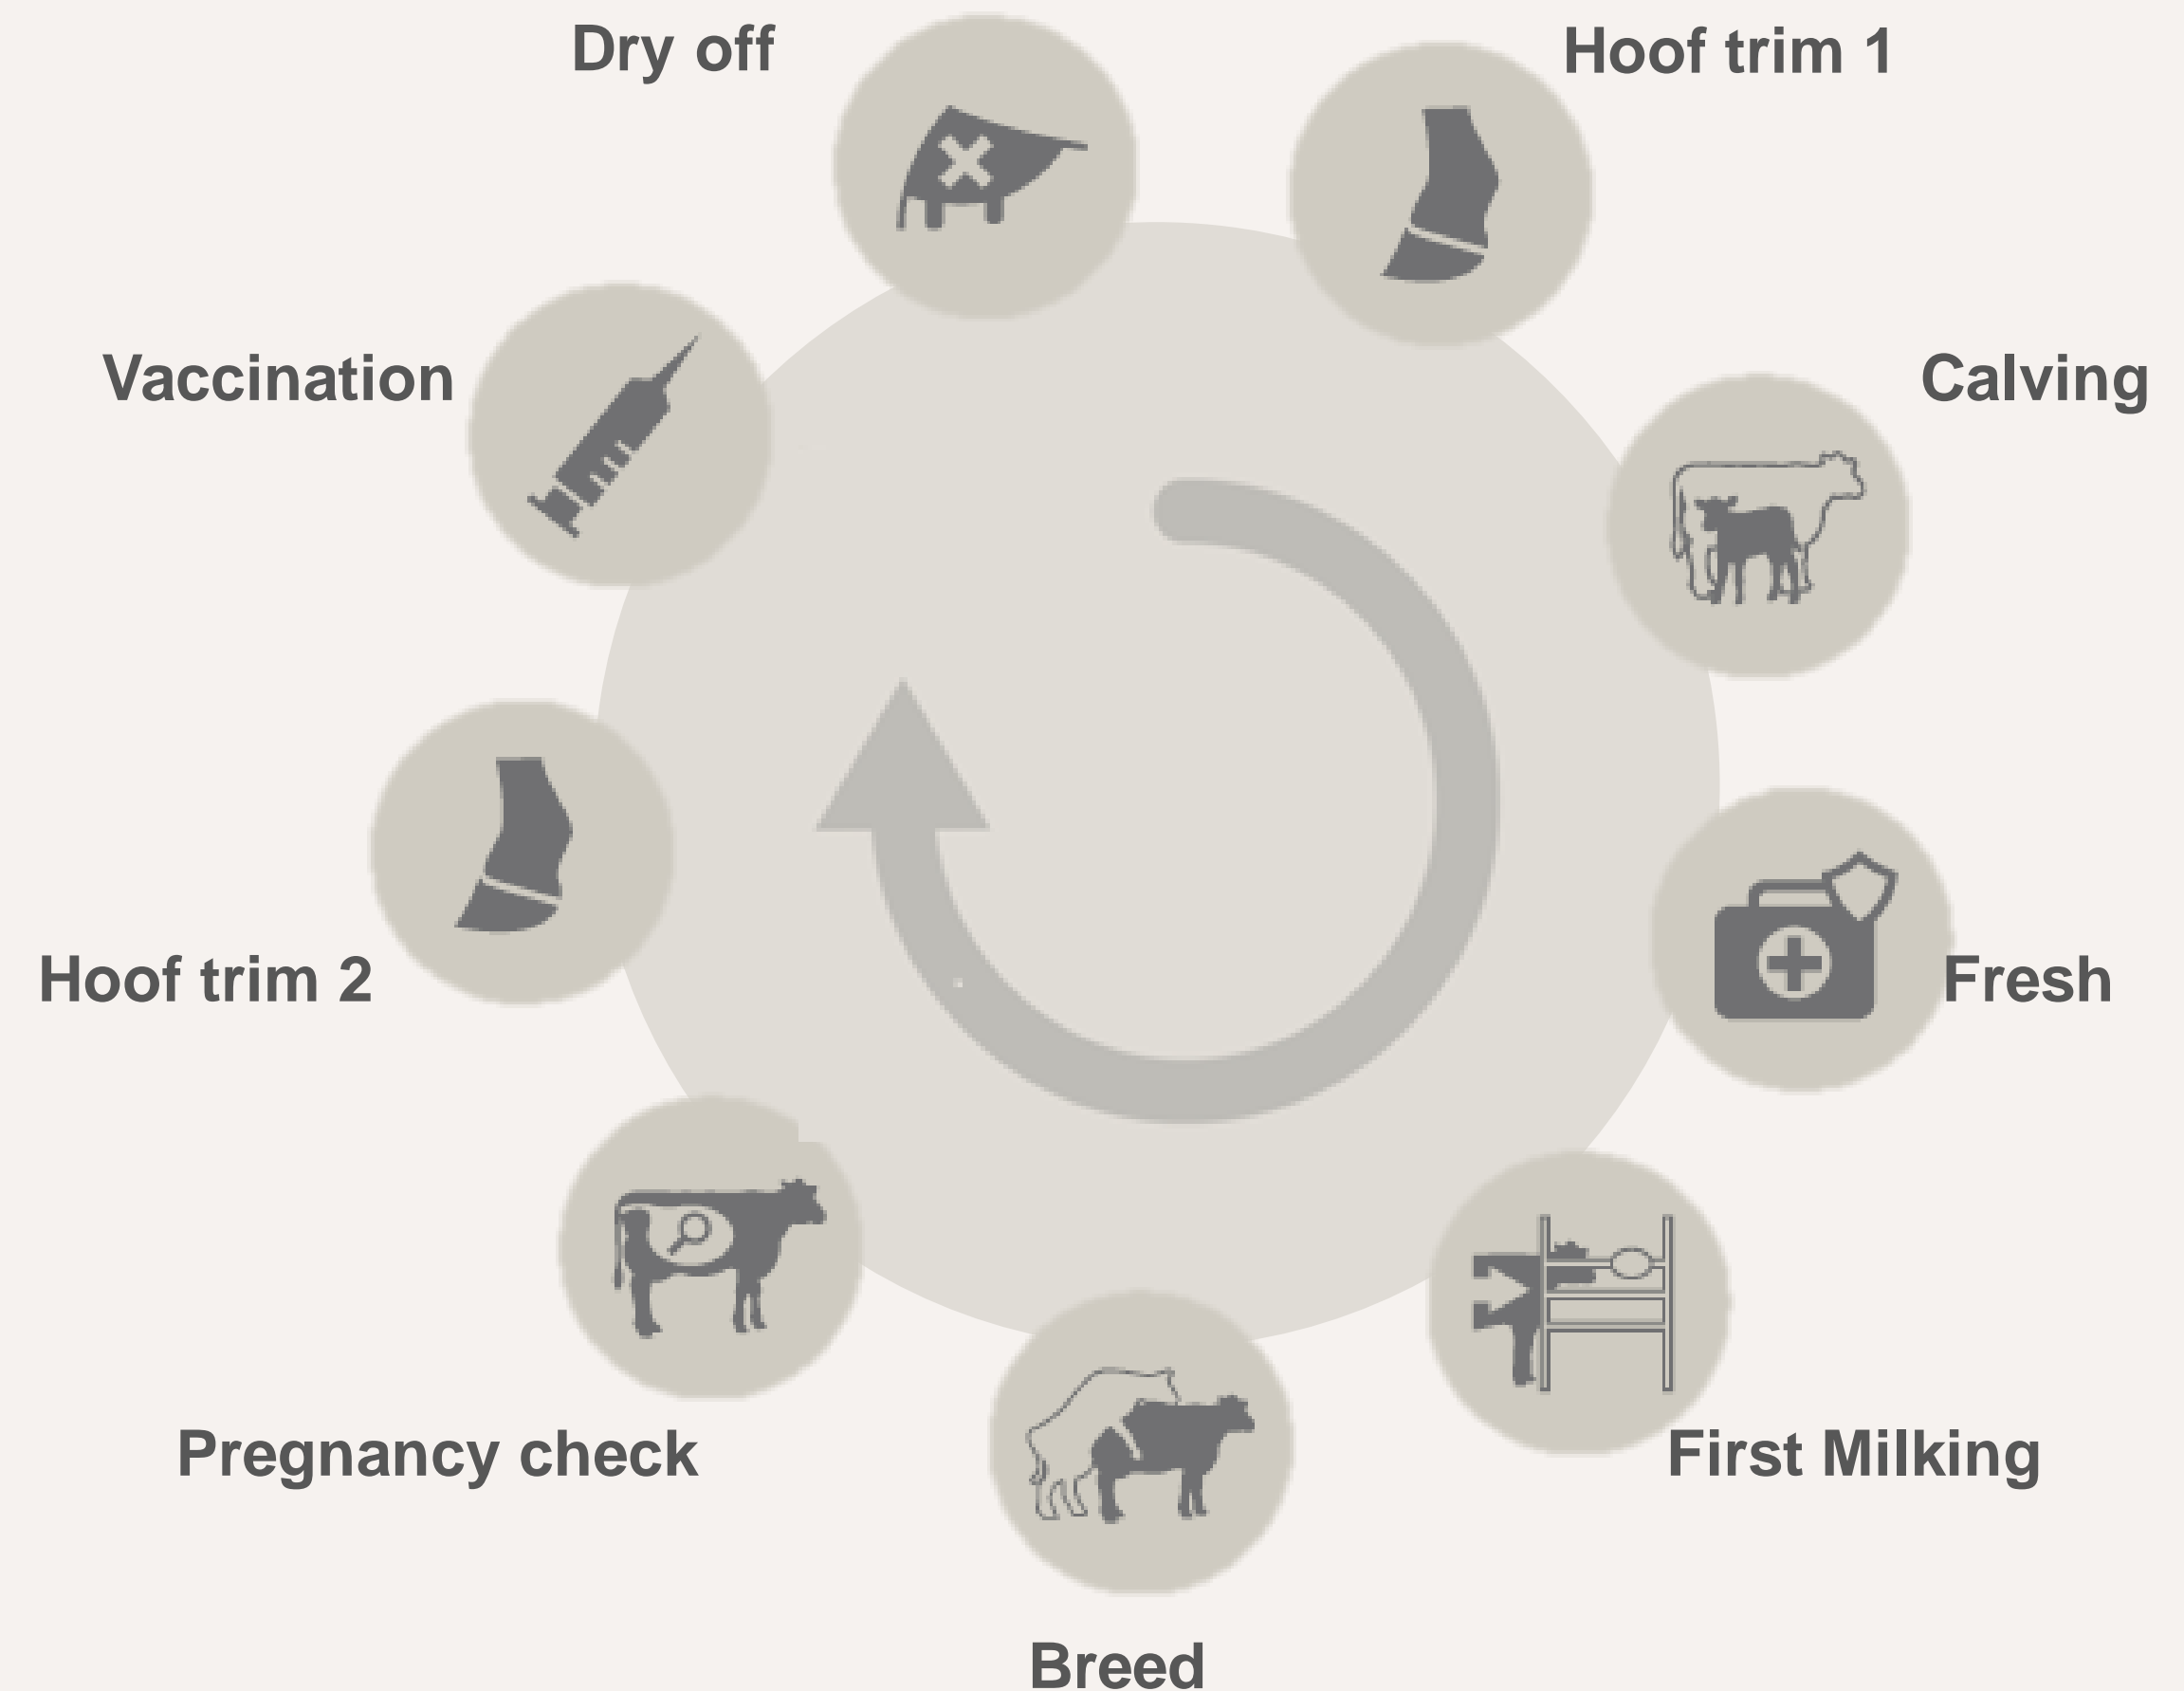 Dry off
Hoof trim 1
Vaccination
Calving
Hoof trim 2
Fresh
Pregnancy check
First Milking
Breed